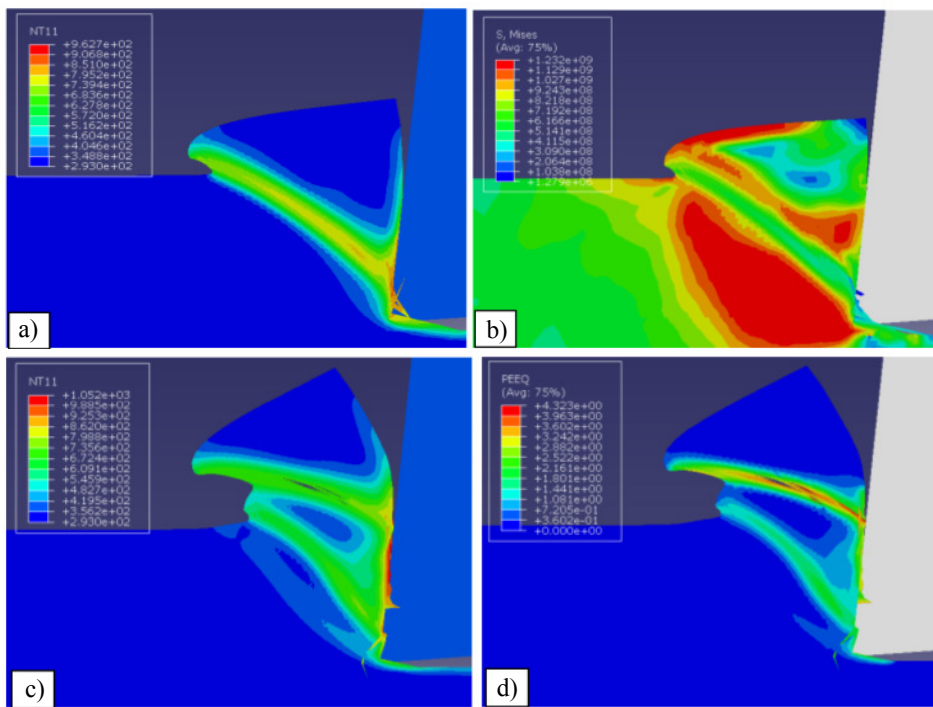 NT11
+9.627e+02
+9.068e+02
+8.510e+02
+7.952e+02
+7.394e+02
+6.836e+02
+6.278e+02
+5.720e+02
+5.162e+02
+4.604e+02
+4.046e+02
+3.488e+02
+2.930e+02
a)
S, Mises
(Avg: 75%)
+1.232e+09
+1.129e+09
+1.027e+09
+9.243e+08
+8.218e+08
+7.192e+08
+6.166e+08
+5.141e+08
+4.115e+08
+3.090e+08
+2.064e+08
+1.038e+08
+1.279e+06
b)
NT11
+1.052e+03
+9.885e+02
+9.253e+02
+8.620e+02
+7.988e+02
+7.356e+02
+6.724e+02
+6.091e+02
+5.459e+02
+4.827e+02
+4.195e+02
+3.562e+02
+2.930e+02
c)
PEEQ
(Avg: 75%)
+4.323e+00
+3.963e+00
+3.602e+00
+3.242e+00
+2.882e+00
+2.522e+00
+2.161e+00
+1.801e+00
+1.441e+00
+1.081e+00
+7.205e-01
+3.602e-01
+0.000e+00
d)